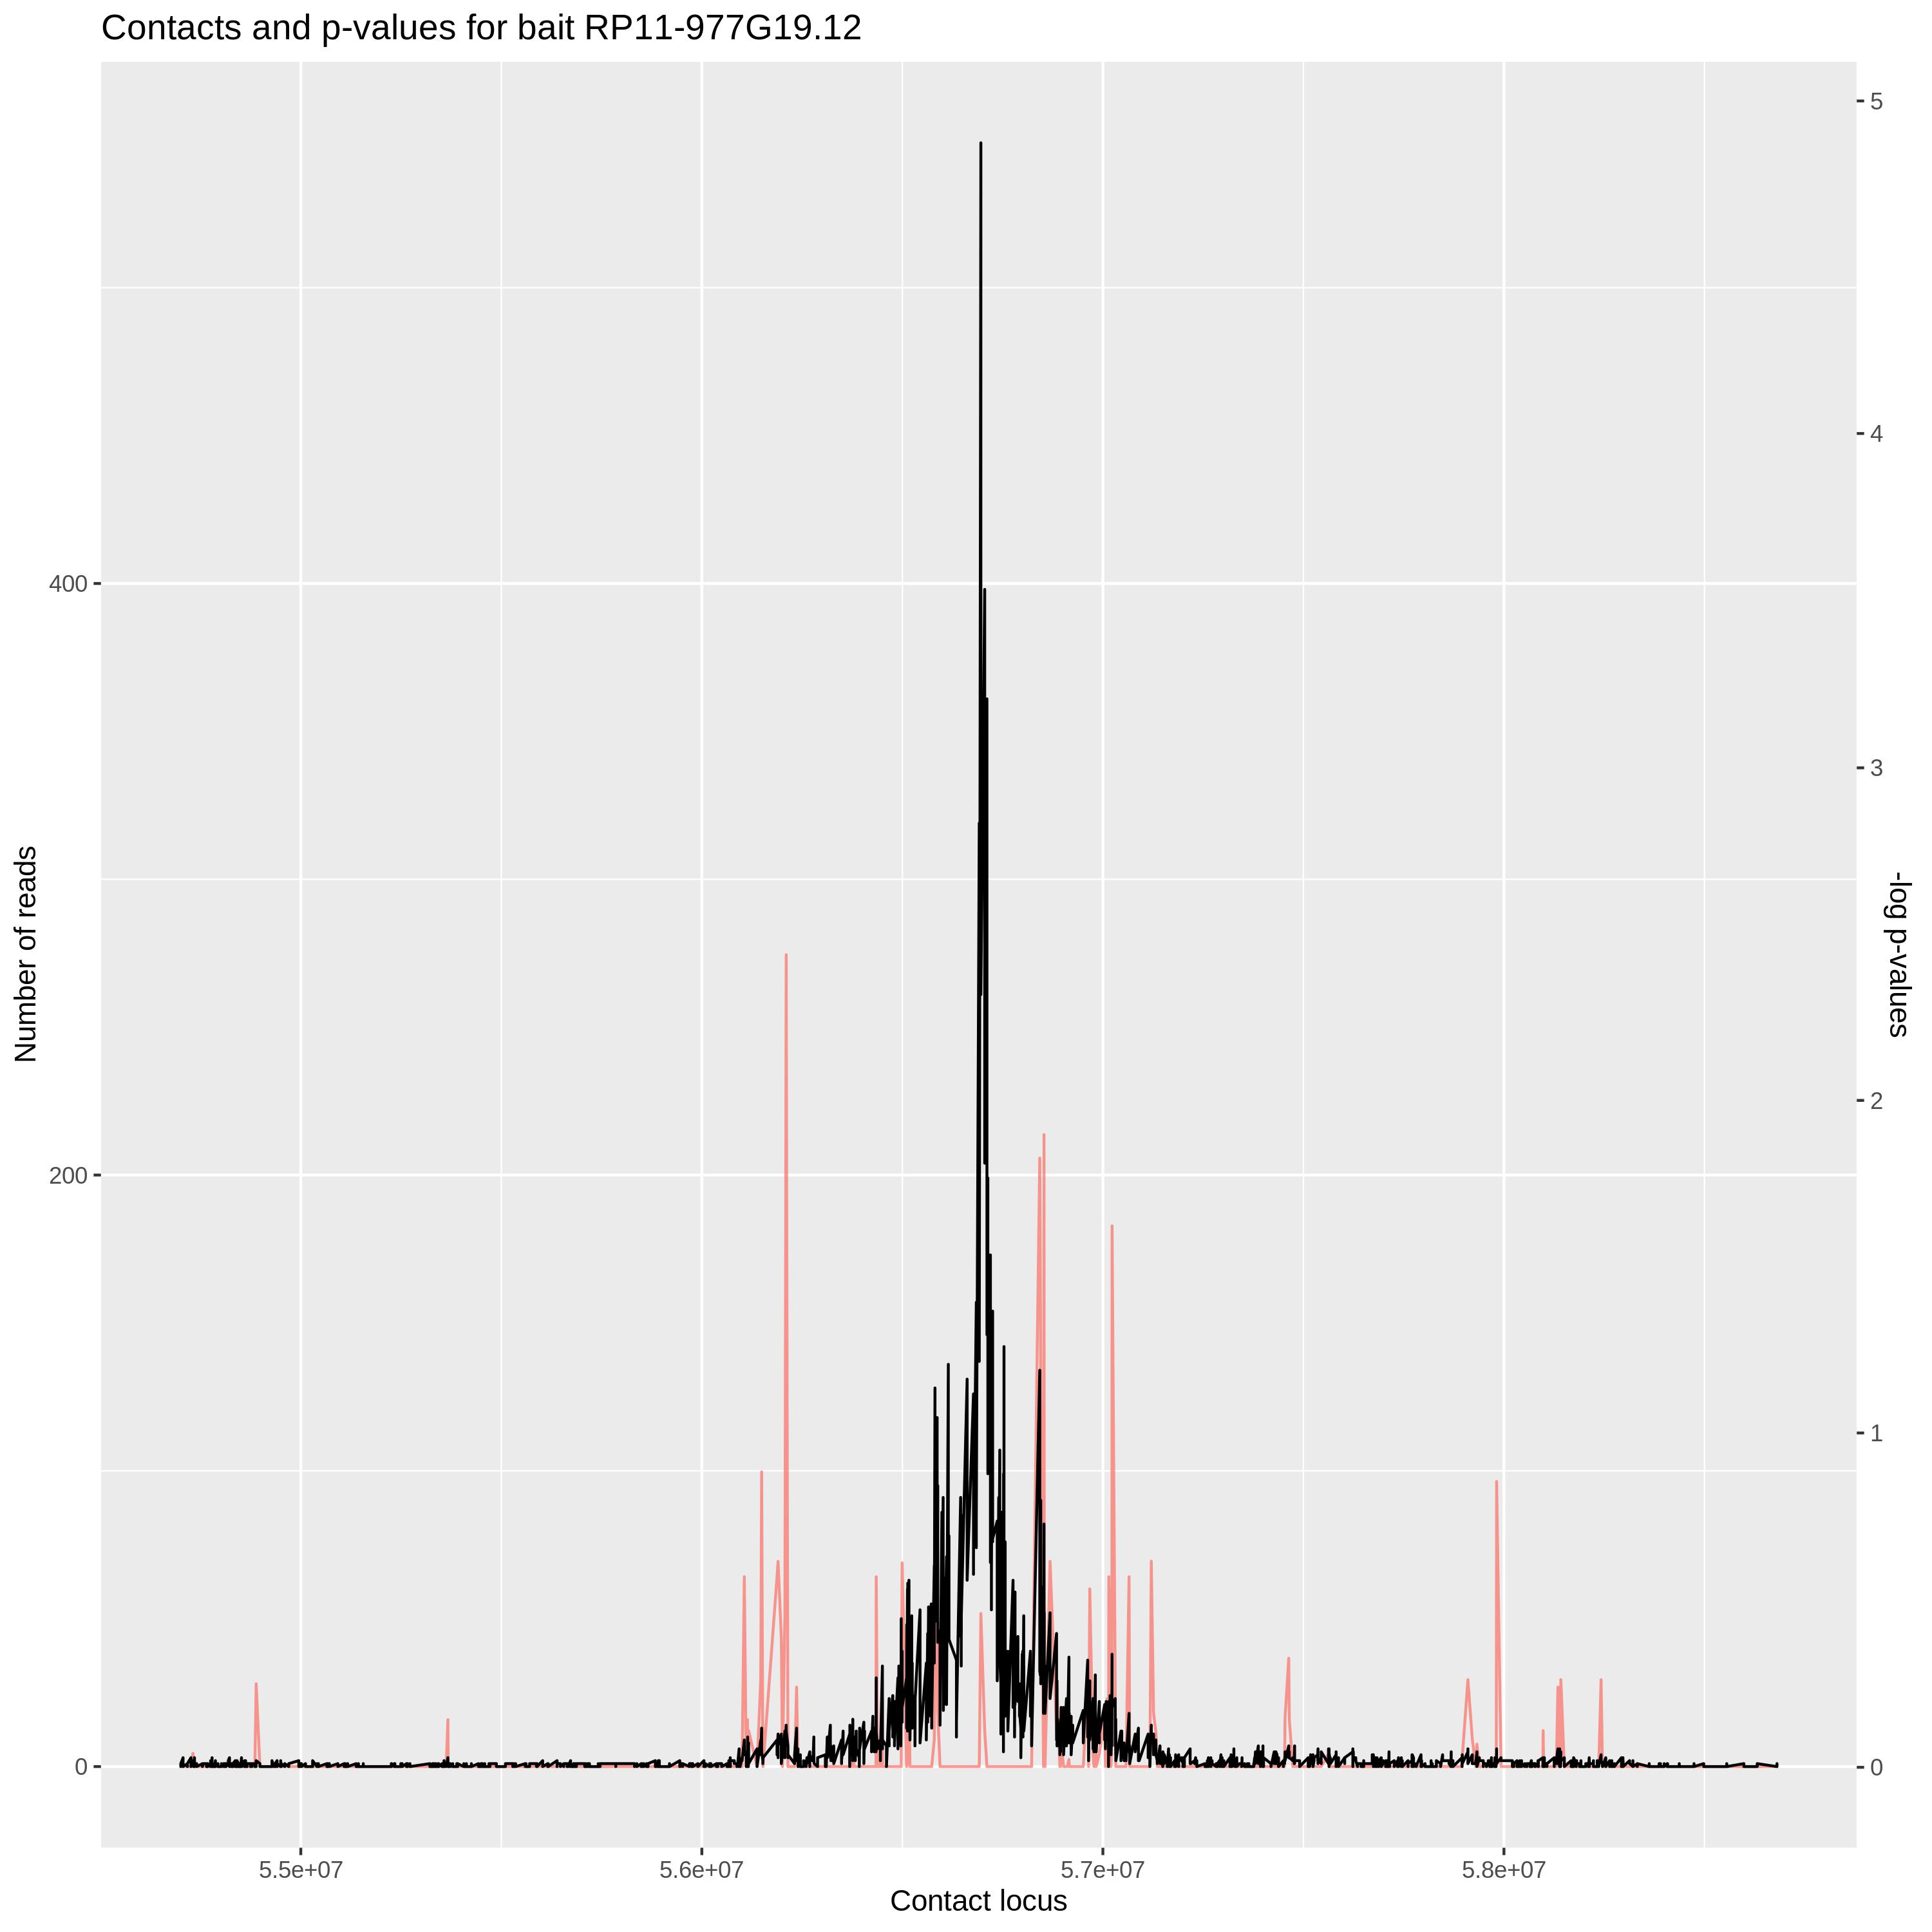 Contacts and p-values for bait RP11-977G19.12
Number of reads
400
200
0
5
4
3
2
1
0
-log p-values
5.5e+07
5.6e+07
5.7e+07
5.8e+07
Contact locus